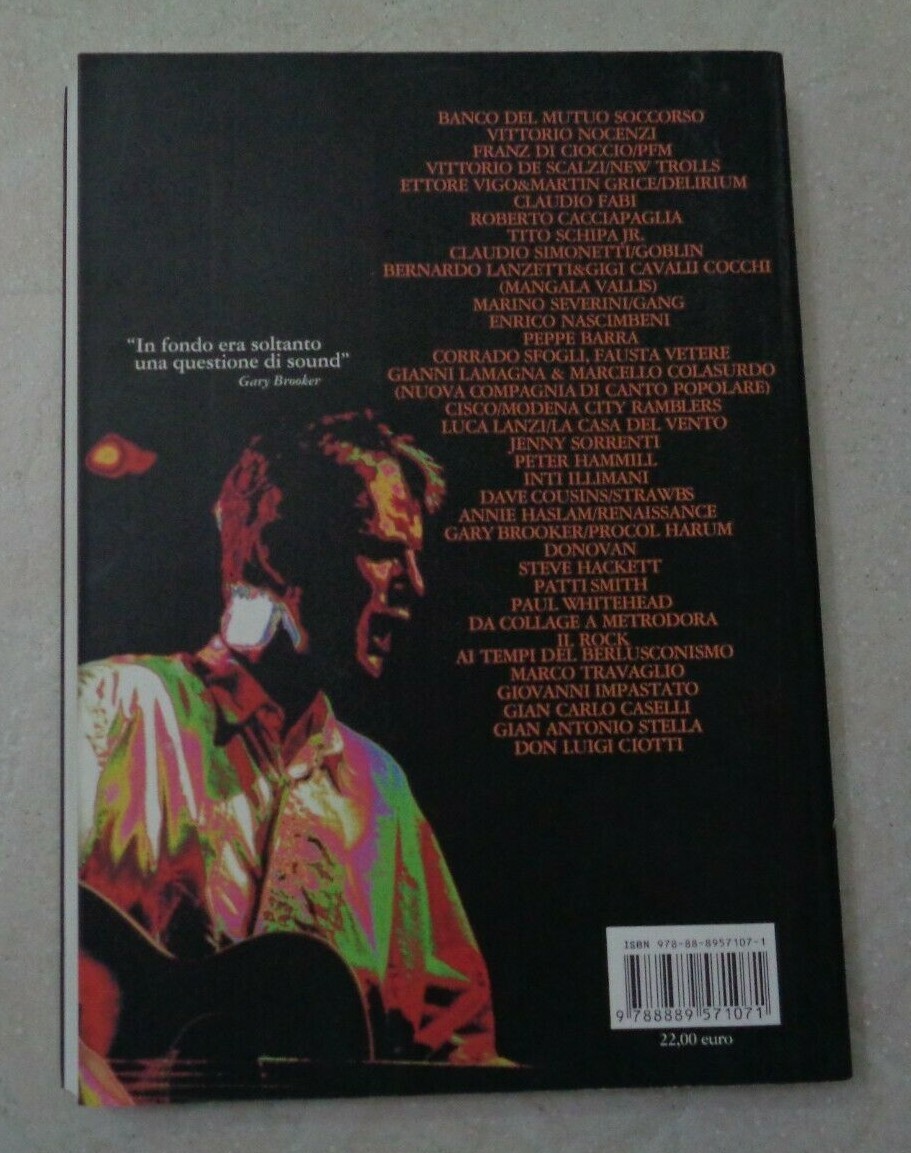 BANCO DEL MUTUO SOCCORSO
VITTORIO NOCENZI
FRANZ DI CIOCCIO/PFM
VITTORIO DE SCALZI/NEW TROLLS
ETTORE VIGO&MARTIN GRICE/DELIRIUM
CLAUDIO FABI
ROBERTO CACCIAPAGLIA
TITO SCHIPA JR.
CLAUDIO SIMONETTI/GOBLIN
BERNARDO LANZETTI&GIGI CAVALLI COCCHI
(MANGALA VALLIS)
MARINO SEVERINI/GANG
ENRICO NASCIMBENI
PEPPE BARRA
CORRADO SFOGLI, FAUSTA VETERE
GIANNI LAMAGNA & MARCELLO COLASURDO
(NUOVA COMPAGNIA DI CANTO POPOLARE)
CISCO/MODENA CITY RAMBLERS
LUCA LANZI/LA CASA DEL VENTO
JENNY SORRENTI
PETER HAMMILL
INTI ILLIMANI
DAVE COUSINS/STRAWBS
ANNIE HASLAM/RENAISSANCE
GARY BROOKER/PROCOL HARUM
DONOVAN
STEVE HACKETT
PATTI SMITH
PAUL WHITEHEAD
DA COLLAGE A METRODORA
IL ROCK
AI TEMPI DEL BERLUSCONISMO
MARCO TRAVAGLIO
GIOVANNI IMPASTATO
GIAN CARLO CASELLI
GIAN ANTONIO STELLA
DON LUIGI CIOTTI
“In fondo era soltanto
una questione di sound”
Gary Brooker
ISBN 978-88-8957107-1
9 788889 571071
22,00 euro